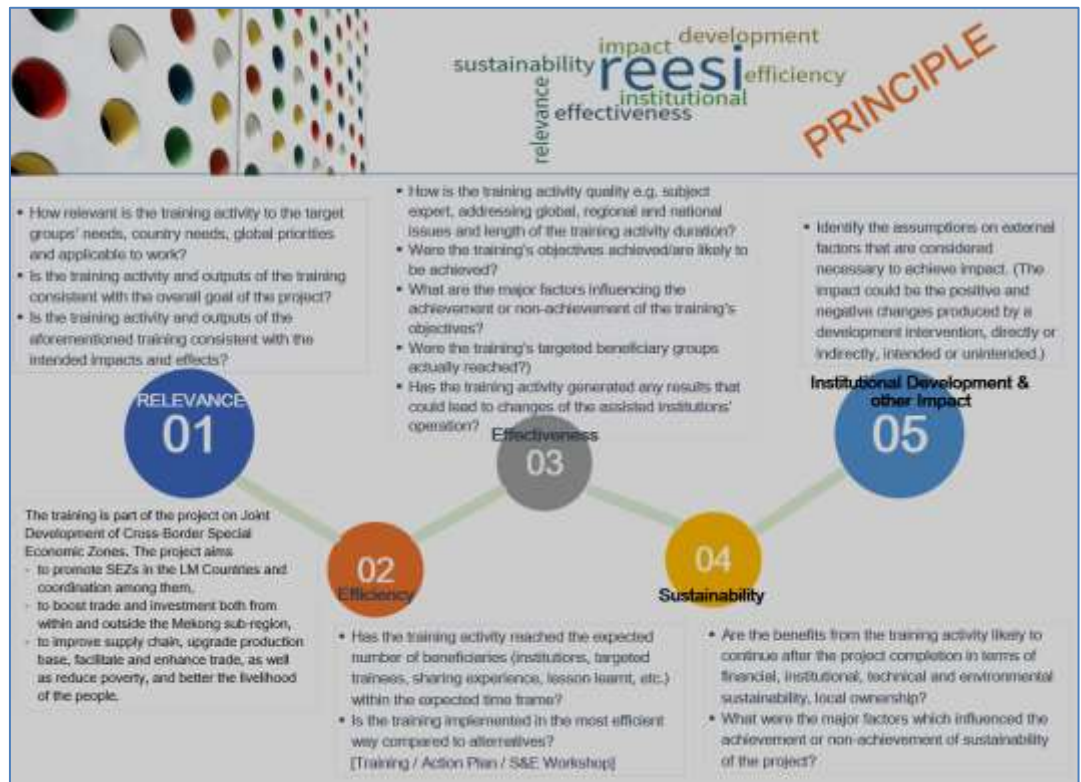 impact development
sustainability reesi efficiency
institutional
relevance effectiveness
PRINCIPLE
• How relevant is the training activity to the target
groups' needs, country needs, global priorities
and applicable to work?
• Is the training activity and outputs of the training
consistent with the overall goal of the project?
• Is the training activity and outputs of the
aforementioned training consistent with the
intended impacts and effects?
RELEVANCE
01
The training is part of the project on Joint
Development of Cross-Border Special
Economic Zones. The project aims
- to promote SEZs in the LM Countries and
coordination among them,
- to boost trade and investment both from
within and outside the Mekong sub-region,
- to improve supply chain, upgrade production
base, facilitate and enhance trade, as well
as reduce poverty, and better the livelihood
of the people.
02
Efficiency
• Has the training activity reached the expected
number of beneficiaries (institutions, targeted
trainees, sharing experience, lesson learnt, etc.)
within the expected time frame?
• Is the training implemented in the most efficient
way compared to alternatives?
[Training / Action Plan / S&E Workshop]
• How is the training activity quality e.g. subject
expert, addressing global, regional and national
issues and length of the training activity duration?
• Were the training's objectives achieved/are likely to
be achieved?
• What are the major factors influencing the
achievement or non-achievement of the training's
objectives?
• Were the training's targeted beneficiary groups
actually reached?)
• Has the training activity generated any results that
could lead to changes of the assisted institutions'
operation?
Effectiveness
03
04
Sustainability
• Are the benefits from the training activity likely to
continue after the project completion in terms of
financial, institutional, technical and environmental
sustainability, local ownership?
• What were the major factors which influenced the
achievement or non-achievement of sustainability
of the project?
• Identify the assumptions on external
factors that are considered
necessary to achieve impact. (The
impact could be the positive and
negative changes produced by a
development intervention, directly or
indirectly, intended or unintended.)
Institutional Development &
other Impact
05